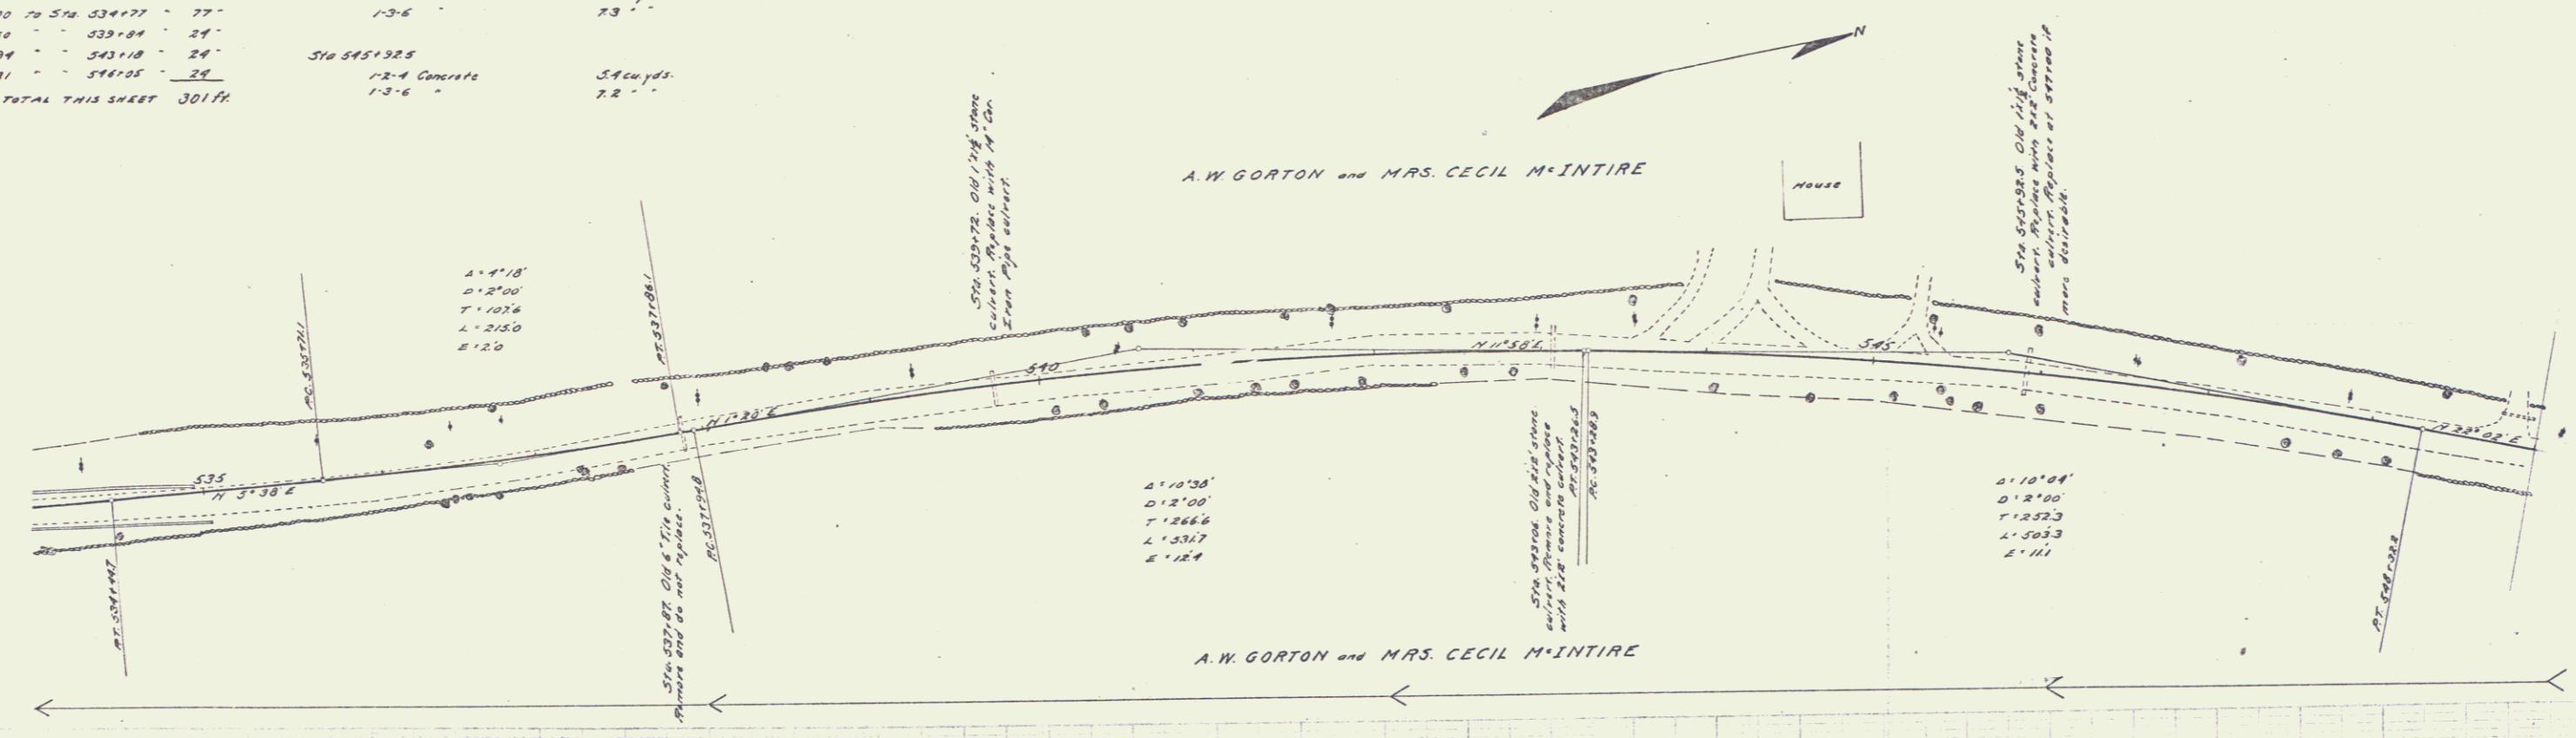 to Sta. 534+77 " 77 "
" " 539+84 " 24 "
" " 543+18 " 24 "
" " 546+05 " 24
TOTAL THIS SHEET 301 ft.
1-3-6 "
7.3 " "
Sta 545+92.5
1-2-4 Concrete 5.4 cu.yds.
1-3-6 " 7.2 " "
N
A.W. GORTON and MRS. CECIL McINTIRE
House
Sta. 539+72. Old 1'x1½' stone
culvert. Replace with 14" Cor.
Iron Pipe culvert.
Sta. 545+92.5. Old 1'x1½' stone
culvert. Replace with 2'x2' Concrete
culvert. Replace at 547+00 if
more desirable.
Δ = 4°18'
D = 2°00'
T = 107.6
L = 215.0
E = 2.0
P.C. 535+71.1
P.T. 537+86.1
535
N 5°38'E
N 1°20'E
540
N 11°58'E
545
N 22°02'E
P.T. 534+44.7
Sta. 537+87. Old 6" Tile culvert.
Remove and do not replace.
P.C. 537+94.8
Δ = 10°38'
D = 2°00'
T = 266.6
L = 531.7
E = 12.4
Sta. 543+06. Old 2'x2' stone
culvert. Remove and replace
with 2'x2' concrete culvert.
P.T. 543+26.5
P.C. 543+28.9
Δ = 10°04'
D = 2°00'
T = 252.3
L = 503.3
E = 11.1
P.T. 548+32.2
A.W. GORTON and MRS. CECIL McINTIRE